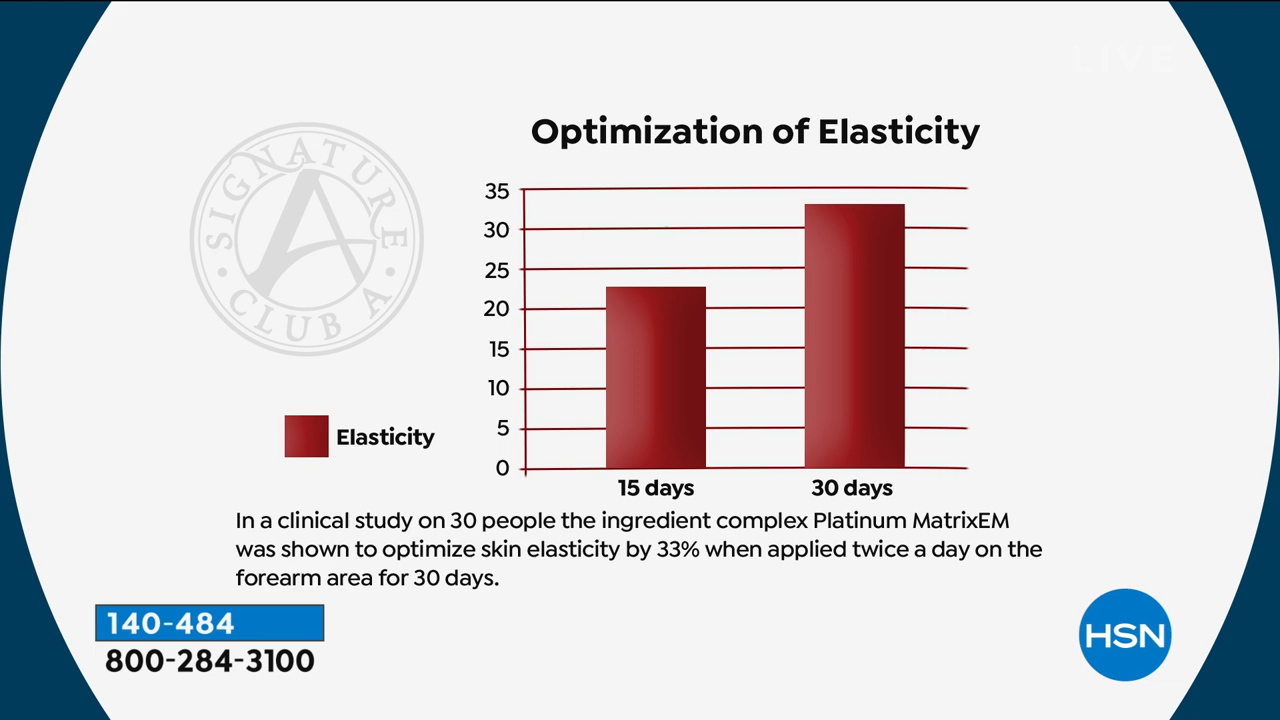 LIVE
SIGNATURE
CLUB A
A
Optimization of Elasticity
35
30
25
20
15
10
5
0
15 days
30 days
Elasticity
In a clinical study on 30 people the ingredient complex Platinum MatrixEM
was shown to optimize skin elasticity by 33% when applied twice a day on the
forearm area for 30 days.
140-484
800-284-3100
HSN